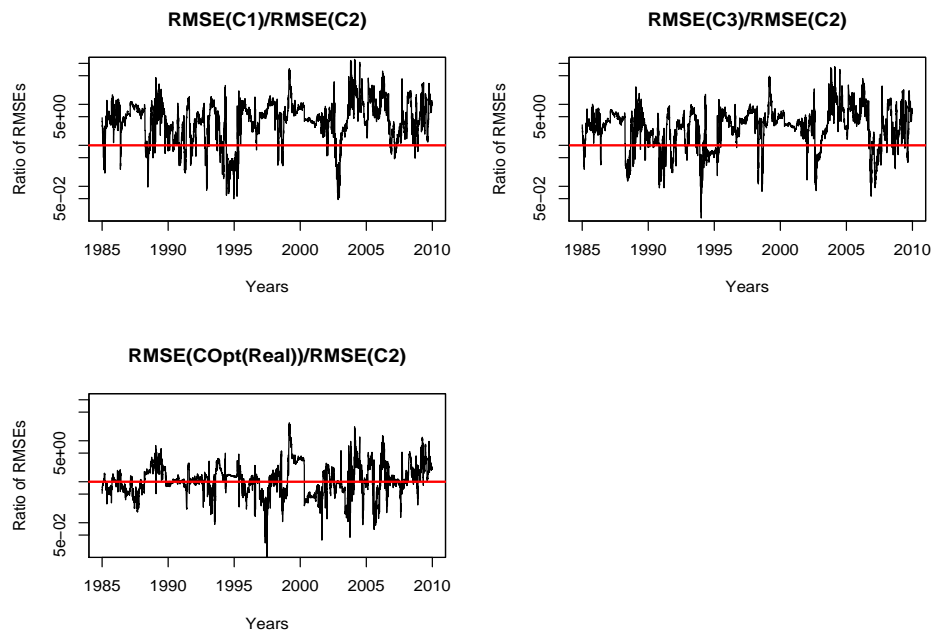 RMSE(C1)/RMSE(C2)
Ratio of RMSEs
5e-02
5e+00
1985 1990 1995 2000 2005 2010
Years
RMSE(C3)/RMSE(C2)
Ratio of RMSEs
5e-02
5e+00
1985 1990 1995 2000 2005 2010
Years
RMSE(COpt(Real))/RMSE(C2)
Ratio of RMSEs
5e-02
5e+00
1985 1990 1995 2000 2005 2010
Years